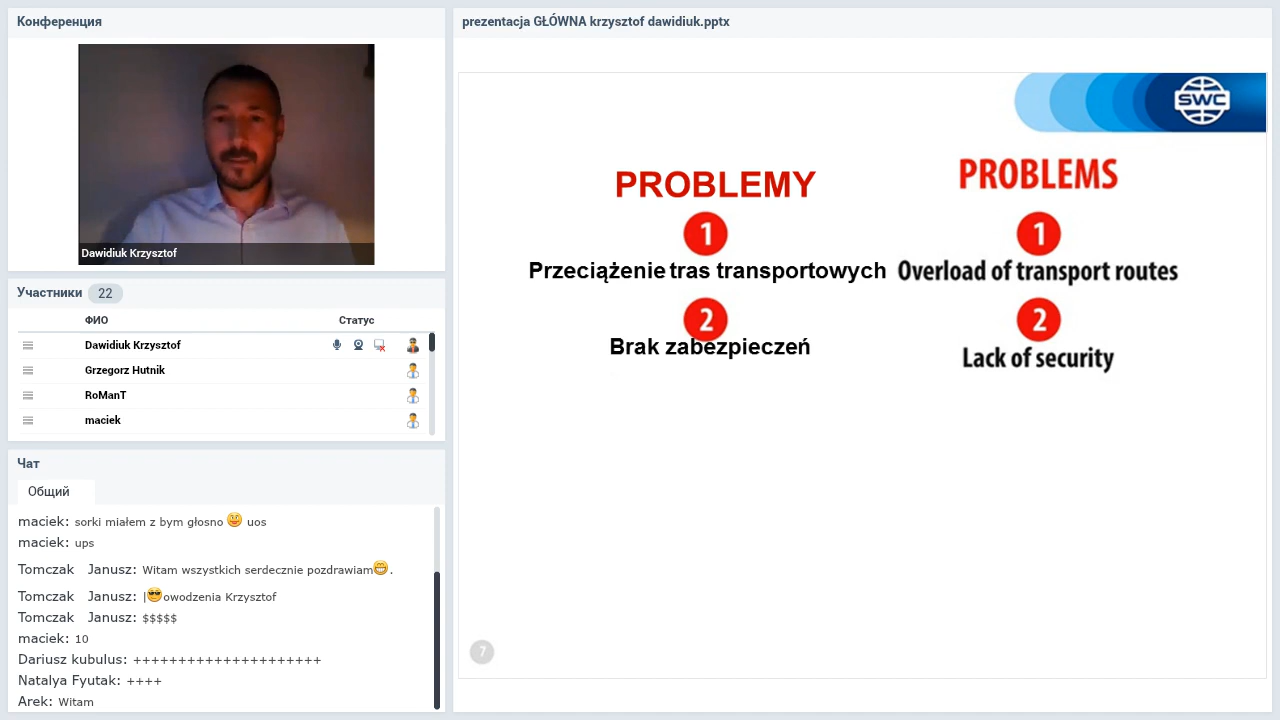 Конференция
Dawidiuk Krzysztof
Участники 22
ФИО Статус
Dawidiuk Krzysztof
Grzegorz Hutnik
RoManT
maciek
Чат
Общий
maciek: sorki miałem z bym głosno 😀 uos
maciek: ups
Tomczak Janusz: Witam wszystkich serdecznie pozdrawiam😁.
Tomczak Janusz: |😎owodzenia Krzysztof
Tomczak Janusz: $$$$$
maciek: 10
Dariusz kubulus: +++++++++++++++++++++
Natalya Fyutak: ++++
Arek: Witam
prezentacja GŁÓWNA krzysztof dawidiuk.pptx
SWC
PROBLEMY
1
Przeciążenie tras transportowych
2
Brak zabezpieczeń
PROBLEMS
1
Overload of transport routes
2
Lack of security
7